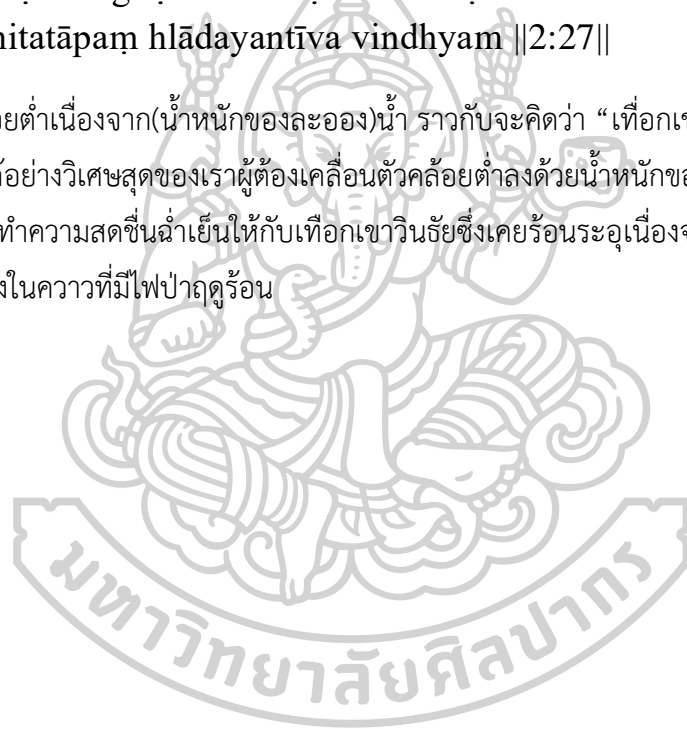 nitatāpaṃ hlādayantīva vindhyam ||2:27||
ยต่ำเนื่องจาก(น้ำหนักของละออง)น้ำ ราวกับจะคิดว่า “เทื่อกเข
อย่างวิเศษสุดของเราผู้ต้องเคลื่อนตัวคล้อยต่ำลงด้วยน้ำหนักขอ
ทำความสดชื่นฉ่ำเย็นให้กับเทือกเขาวินธัยซึ่งเคยร้อนระอุเนื่องจ
งในควาวที่มีไฟป่าฤดูร้อน
มหาวิทยาลัยศิลปากร